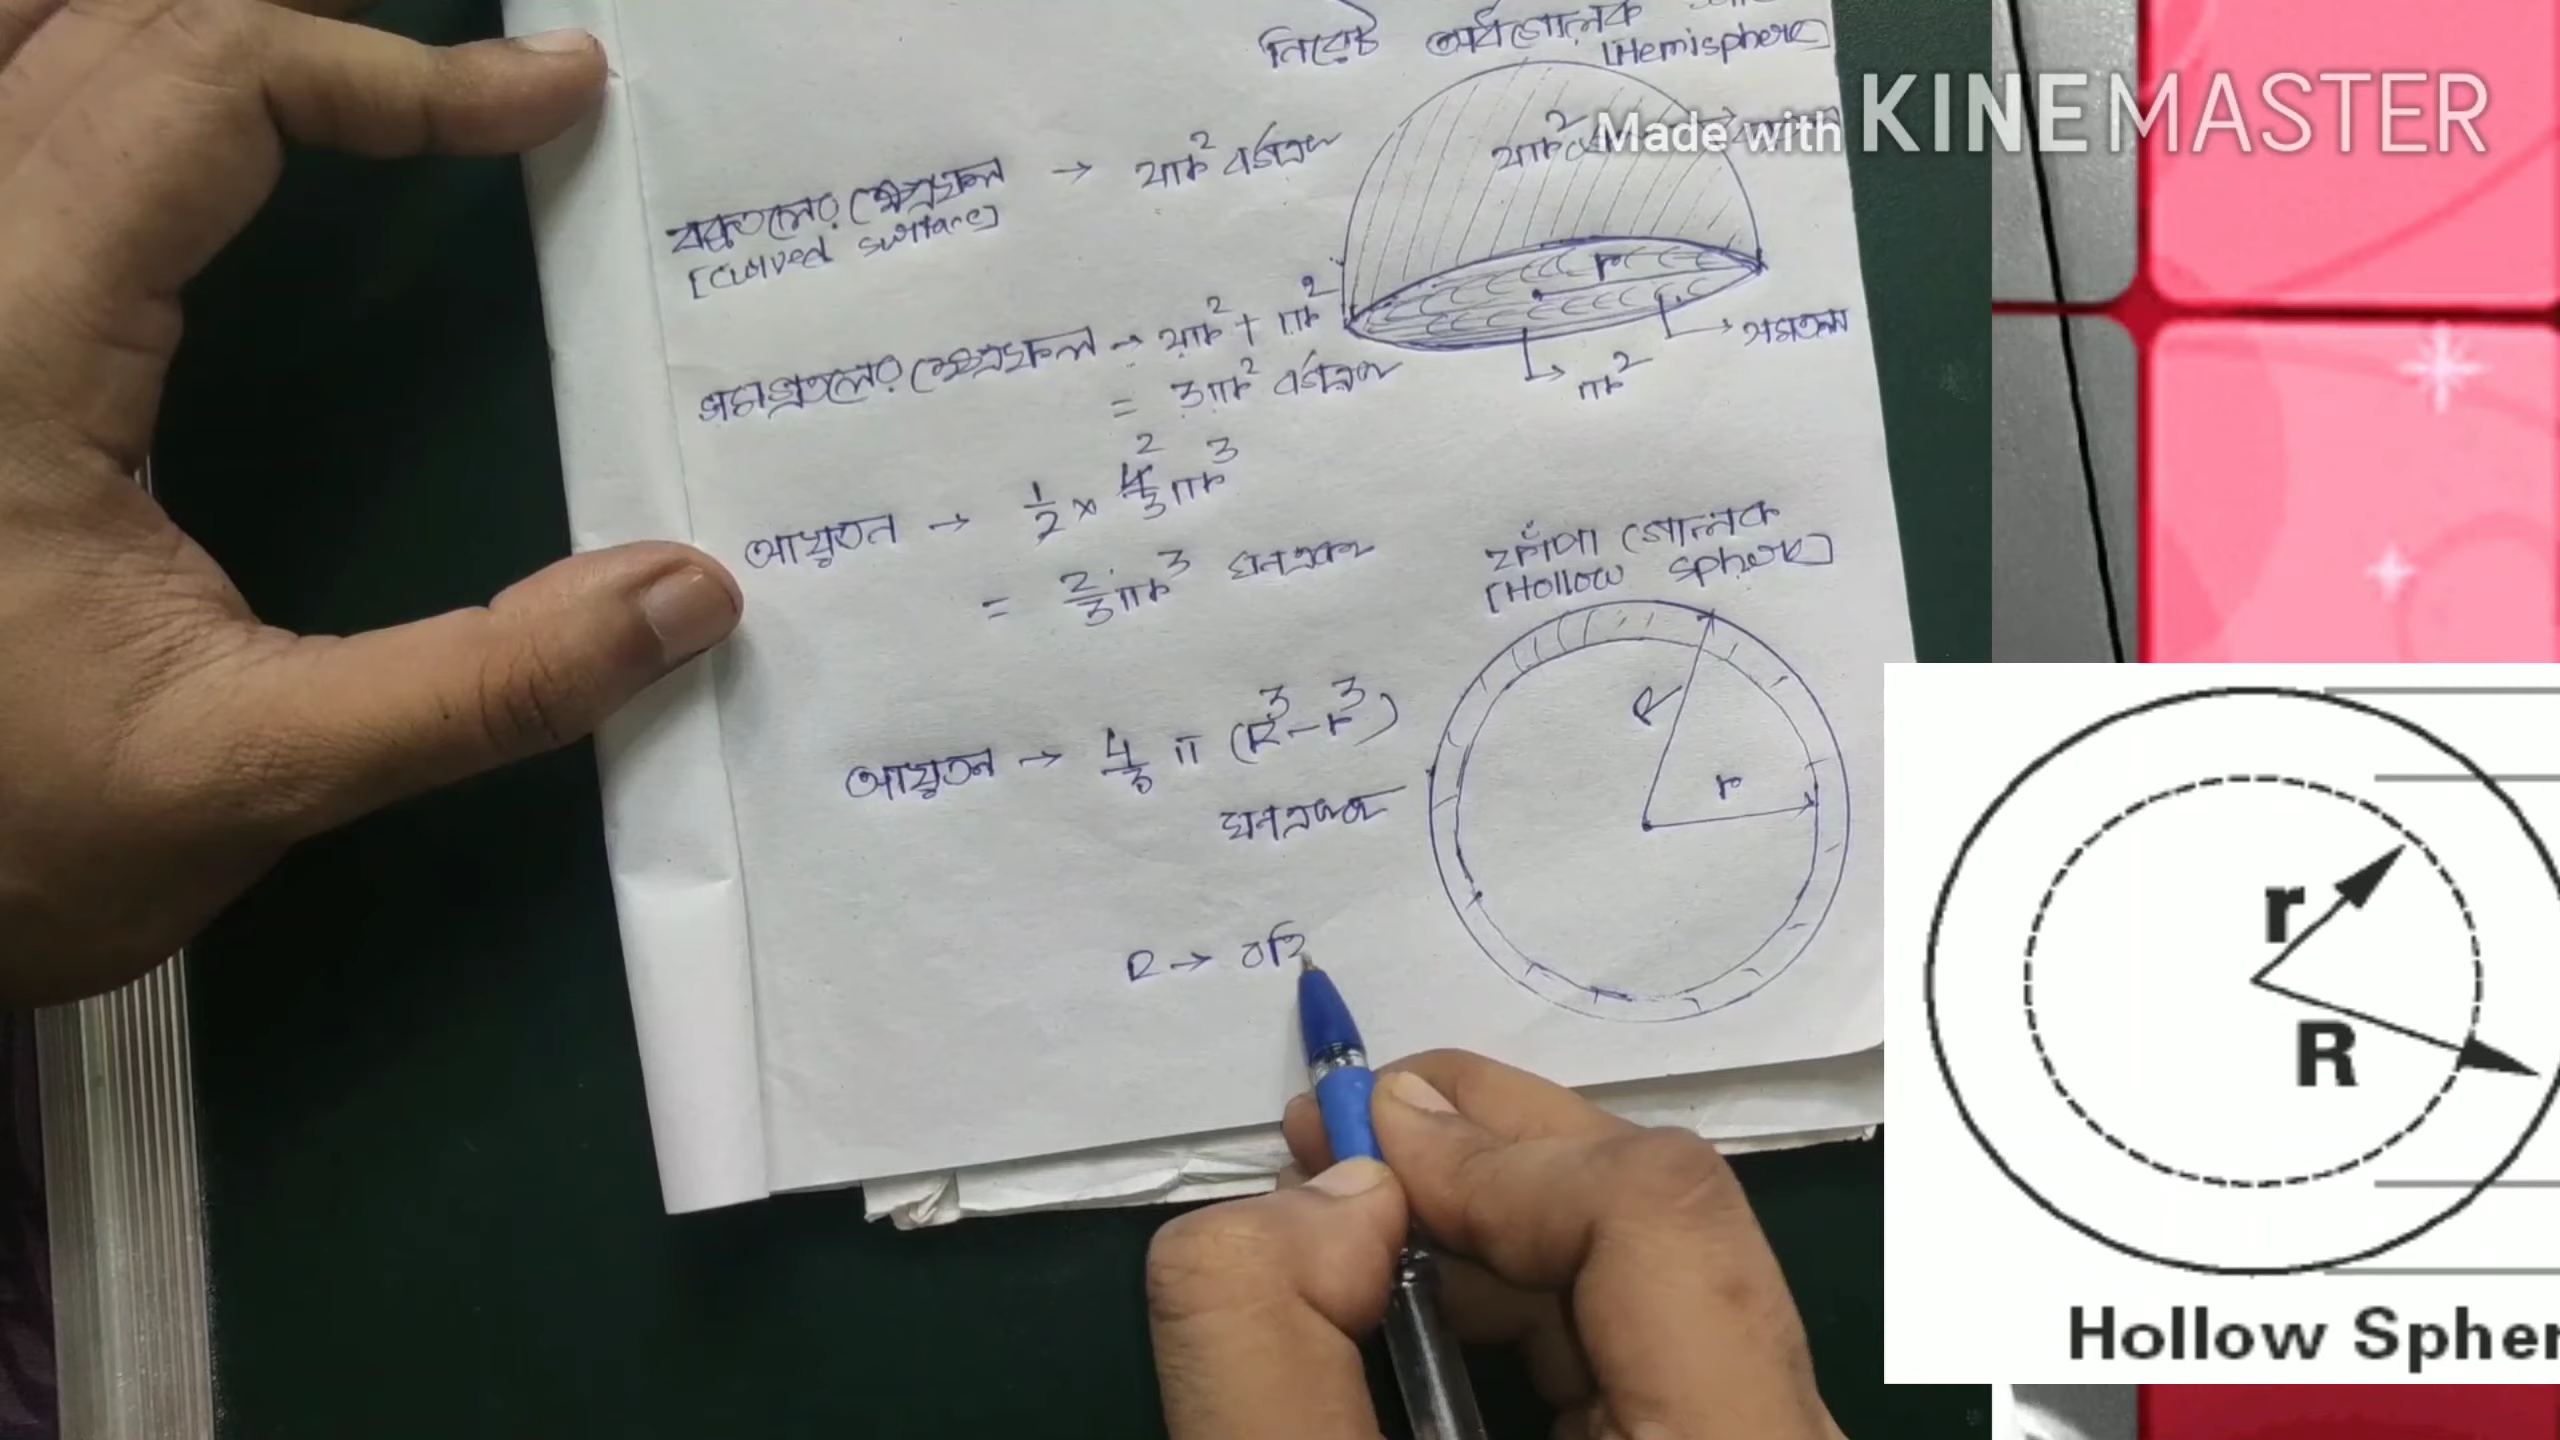 নিরেট অর্ধগোলক
[Hemisphere]
Made with KINEMASTER
বক্রতলের ক্ষেত্রফল → 2πr² বর্গএকক
[Curved surface]
2πr²
r
সমগ্রতলের ক্ষেত্রফল → 2πr² + πr²
= 3πr² বর্গএকক
→ সমতল
→ πr²
আয়তন → 1/2 × 4/3 πr³
2
= 2/3 πr³ ঘনএকক
ফাঁপা গোলক
[Hollow sphere]
আয়তন → 4/3 π (R³ - r³)
ঘনএকক
R
r
R → বহি
r
R
Hollow Spher